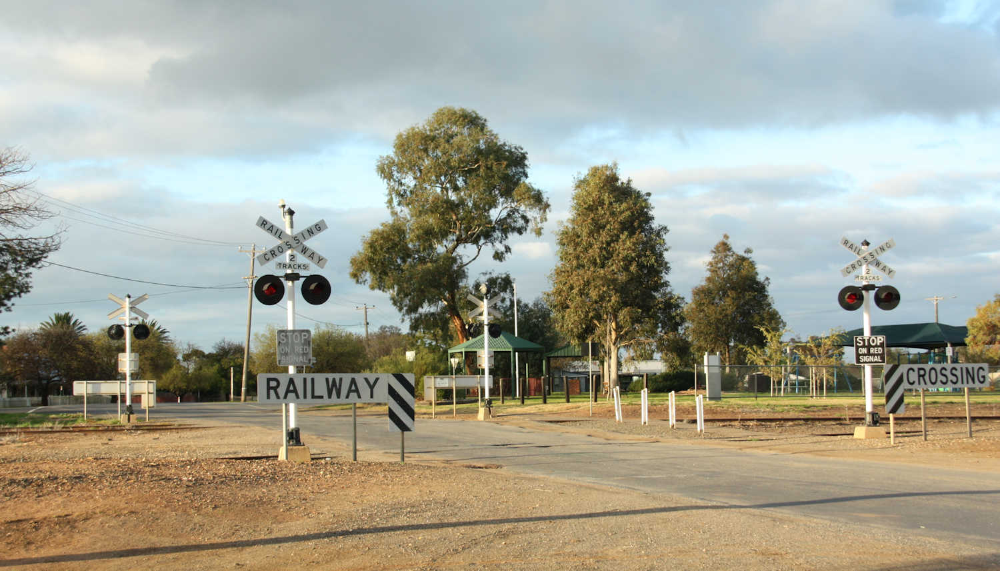 RAILWAY
CROSSING
2
TRACKS
STOP
ON RED
SIGNAL
RAILWAY
RAILWAY
CROSSING
2
TRACKS
STOP
ON RED
SIGNAL
CROSSING